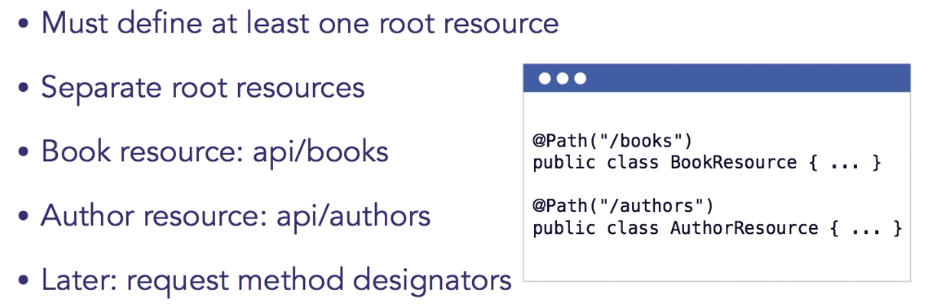 • Must define at least one root resource
• Separate root resources
• Book resource: api/books
• Author resource: api/authors
• Later: request method designators
@Path("/books")
public class BookResource { ... }
@Path("/authors")
public class AuthorResource { ... }